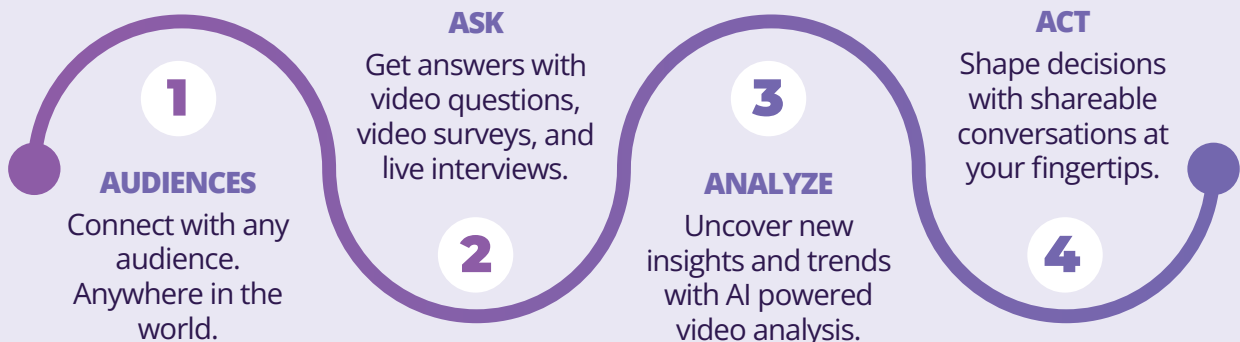 1
AUDIENCES
Connect with any
audience.
Anywhere in the
world.
ASK
Get answers with
video questions,
video surveys, and
live interviews.
2
3
ANALYZE
Uncover new
insights and trends
with AI powered
video analysis.
ACT
Shape decisions
with shareable
conversations at
your fingertips.
4